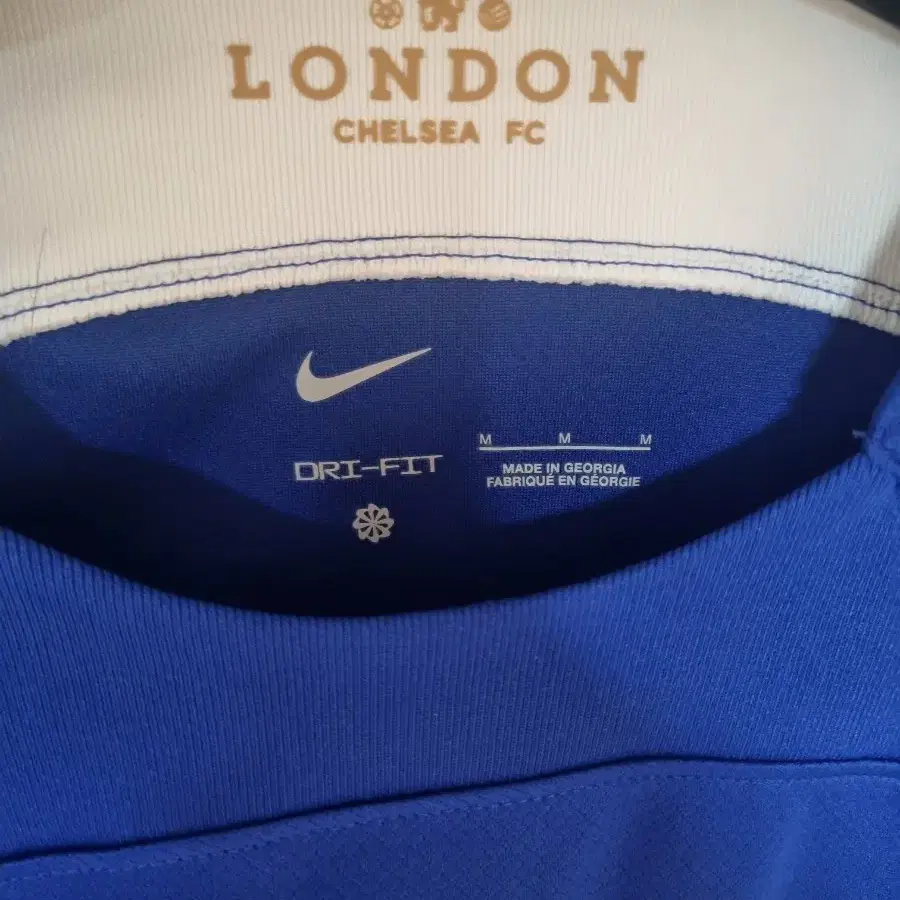 LONDON
CHELSEA FC
M M M
DRI-FIT
MADE IN GEORGIA
FABRIQUÉ EN GÉORGIE